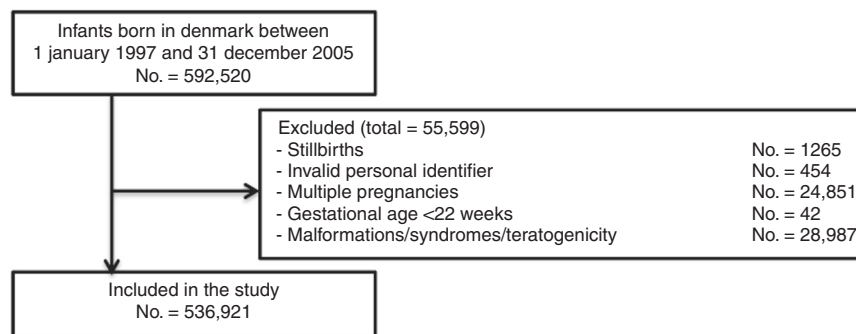 Infants born in denmark between
1 january 1997 and 31 december 2005
No. = 592,520
Excluded (total = 55,599)
- Stillbirths No. = 1265
- Invalid personal identifier No. = 454
- Multiple pregnancies No. = 24,851
- Gestational age <22 weeks No. = 42
- Malformations/syndromes/teratogenicity No. = 28,987
Included in the study
No. = 536,921